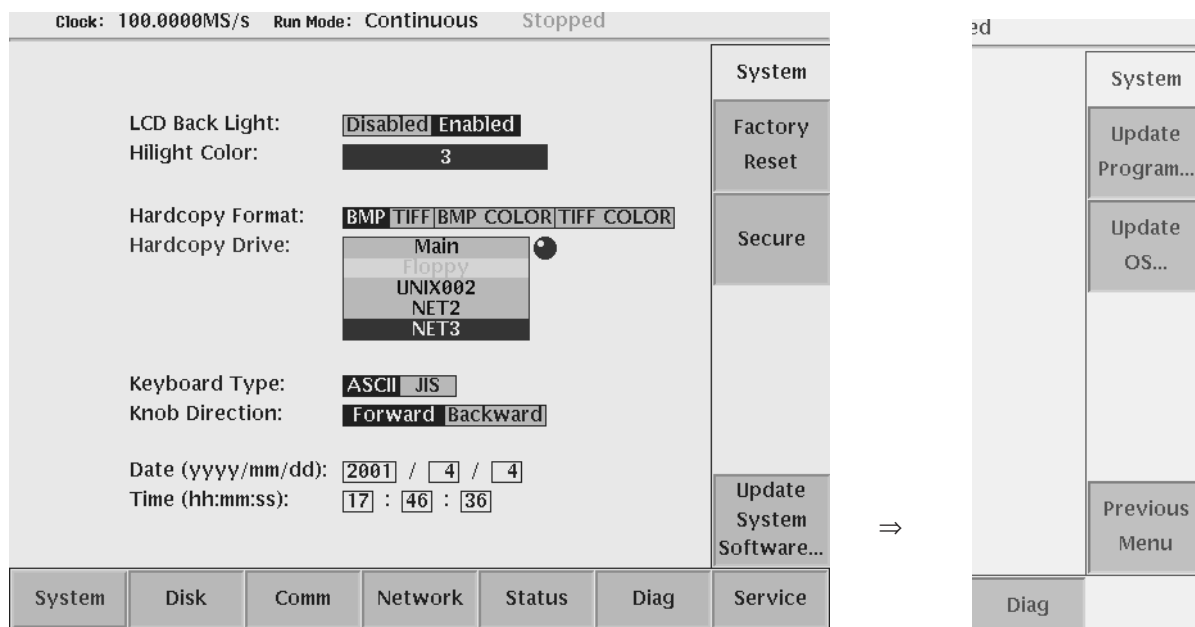 Clock: 100.0000MS/s Run Mode: Continuous Stopped
System
LCD Back Light: Disabled Enabled
Hilight Color: 3
Factory
Reset
Hardcopy Format: BMP TIFF BMP COLOR TIFF COLOR
Hardcopy Drive: Main
Floppy
UNIX002
NET2
NET3
Secure
Keyboard Type: ASCII JIS
Knob Direction: Forward Backward
Date (yyyy/mm/dd): 2001 / 4 / 4
Time (hh:mm:ss): 17 : 46 : 36
Update
System
Software...
System Disk Comm Network Status Diag Service
⇒
ed
System
Update
Program...
Update
OS...
Previous
Menu
Diag